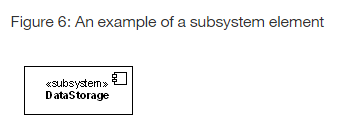 Figure 6: An example of a subsystem element
«subsystem»
DataStorage